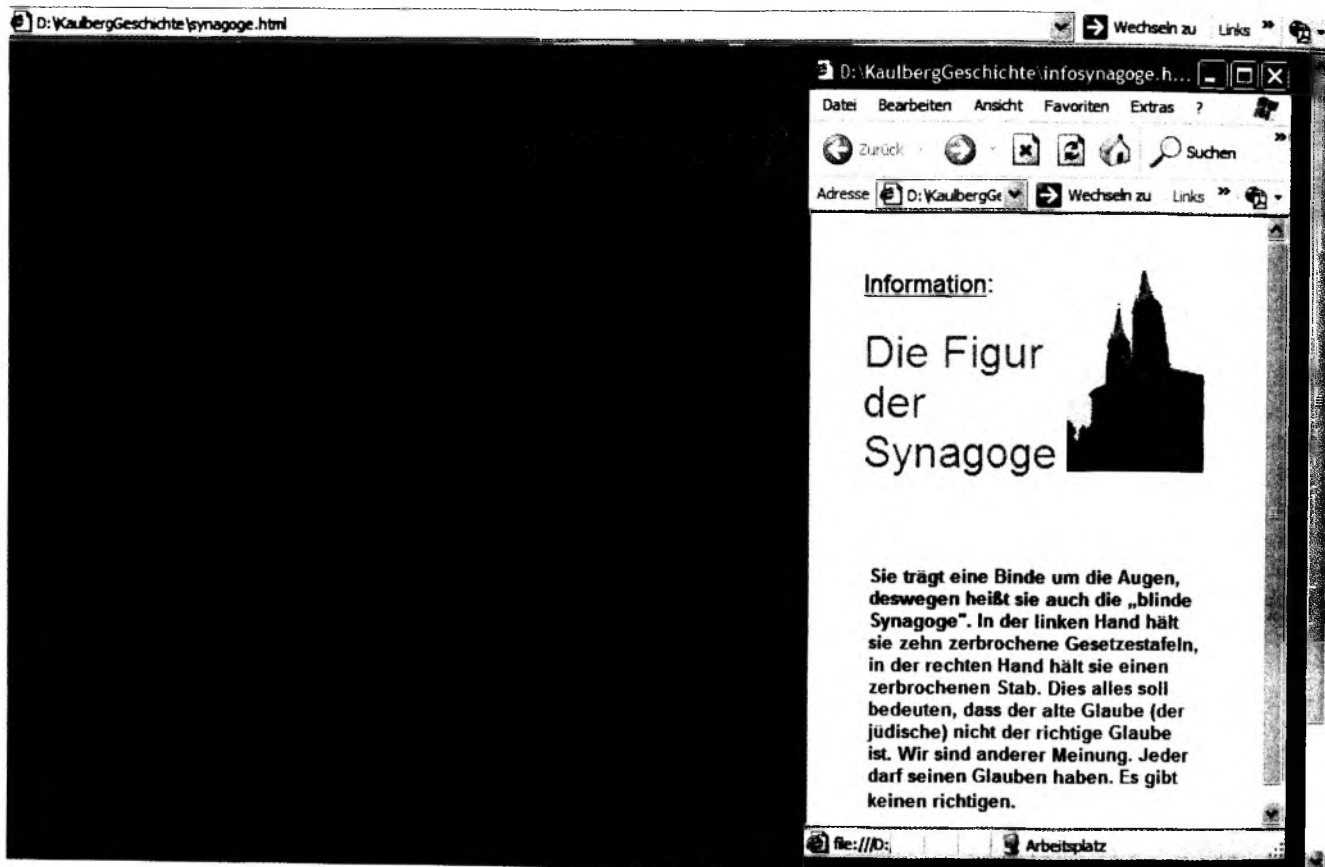 D:\KaulbergGeschichte\synagoge.html
Wechseln zu Links »
D:\KaulbergGeschichte\infosynagoge.h...
Datei Bearbeiten Ansicht Favoriten Extras ?
Zurück Suchen »
Adresse D:\KaulbergGe Wechseln zu Links »
Information:
Die Figur
der
Synagoge
Sie trägt eine Binde um die Augen,
deswegen heißt sie auch die „blinde
Synagoge". In der linken Hand hält
sie zehn zerbrochene Gesetzestafeln,
in der rechten Hand hält sie einen
zerbrochenen Stab. Dies alles soll
bedeuten, dass der alte Glaube (der
jüdische) nicht der richtige Glaube
ist. Wir sind anderer Meinung. Jeder
darf seinen Glauben haben. Es gibt
keinen richtigen.
file:///D: Arbeitsplatz